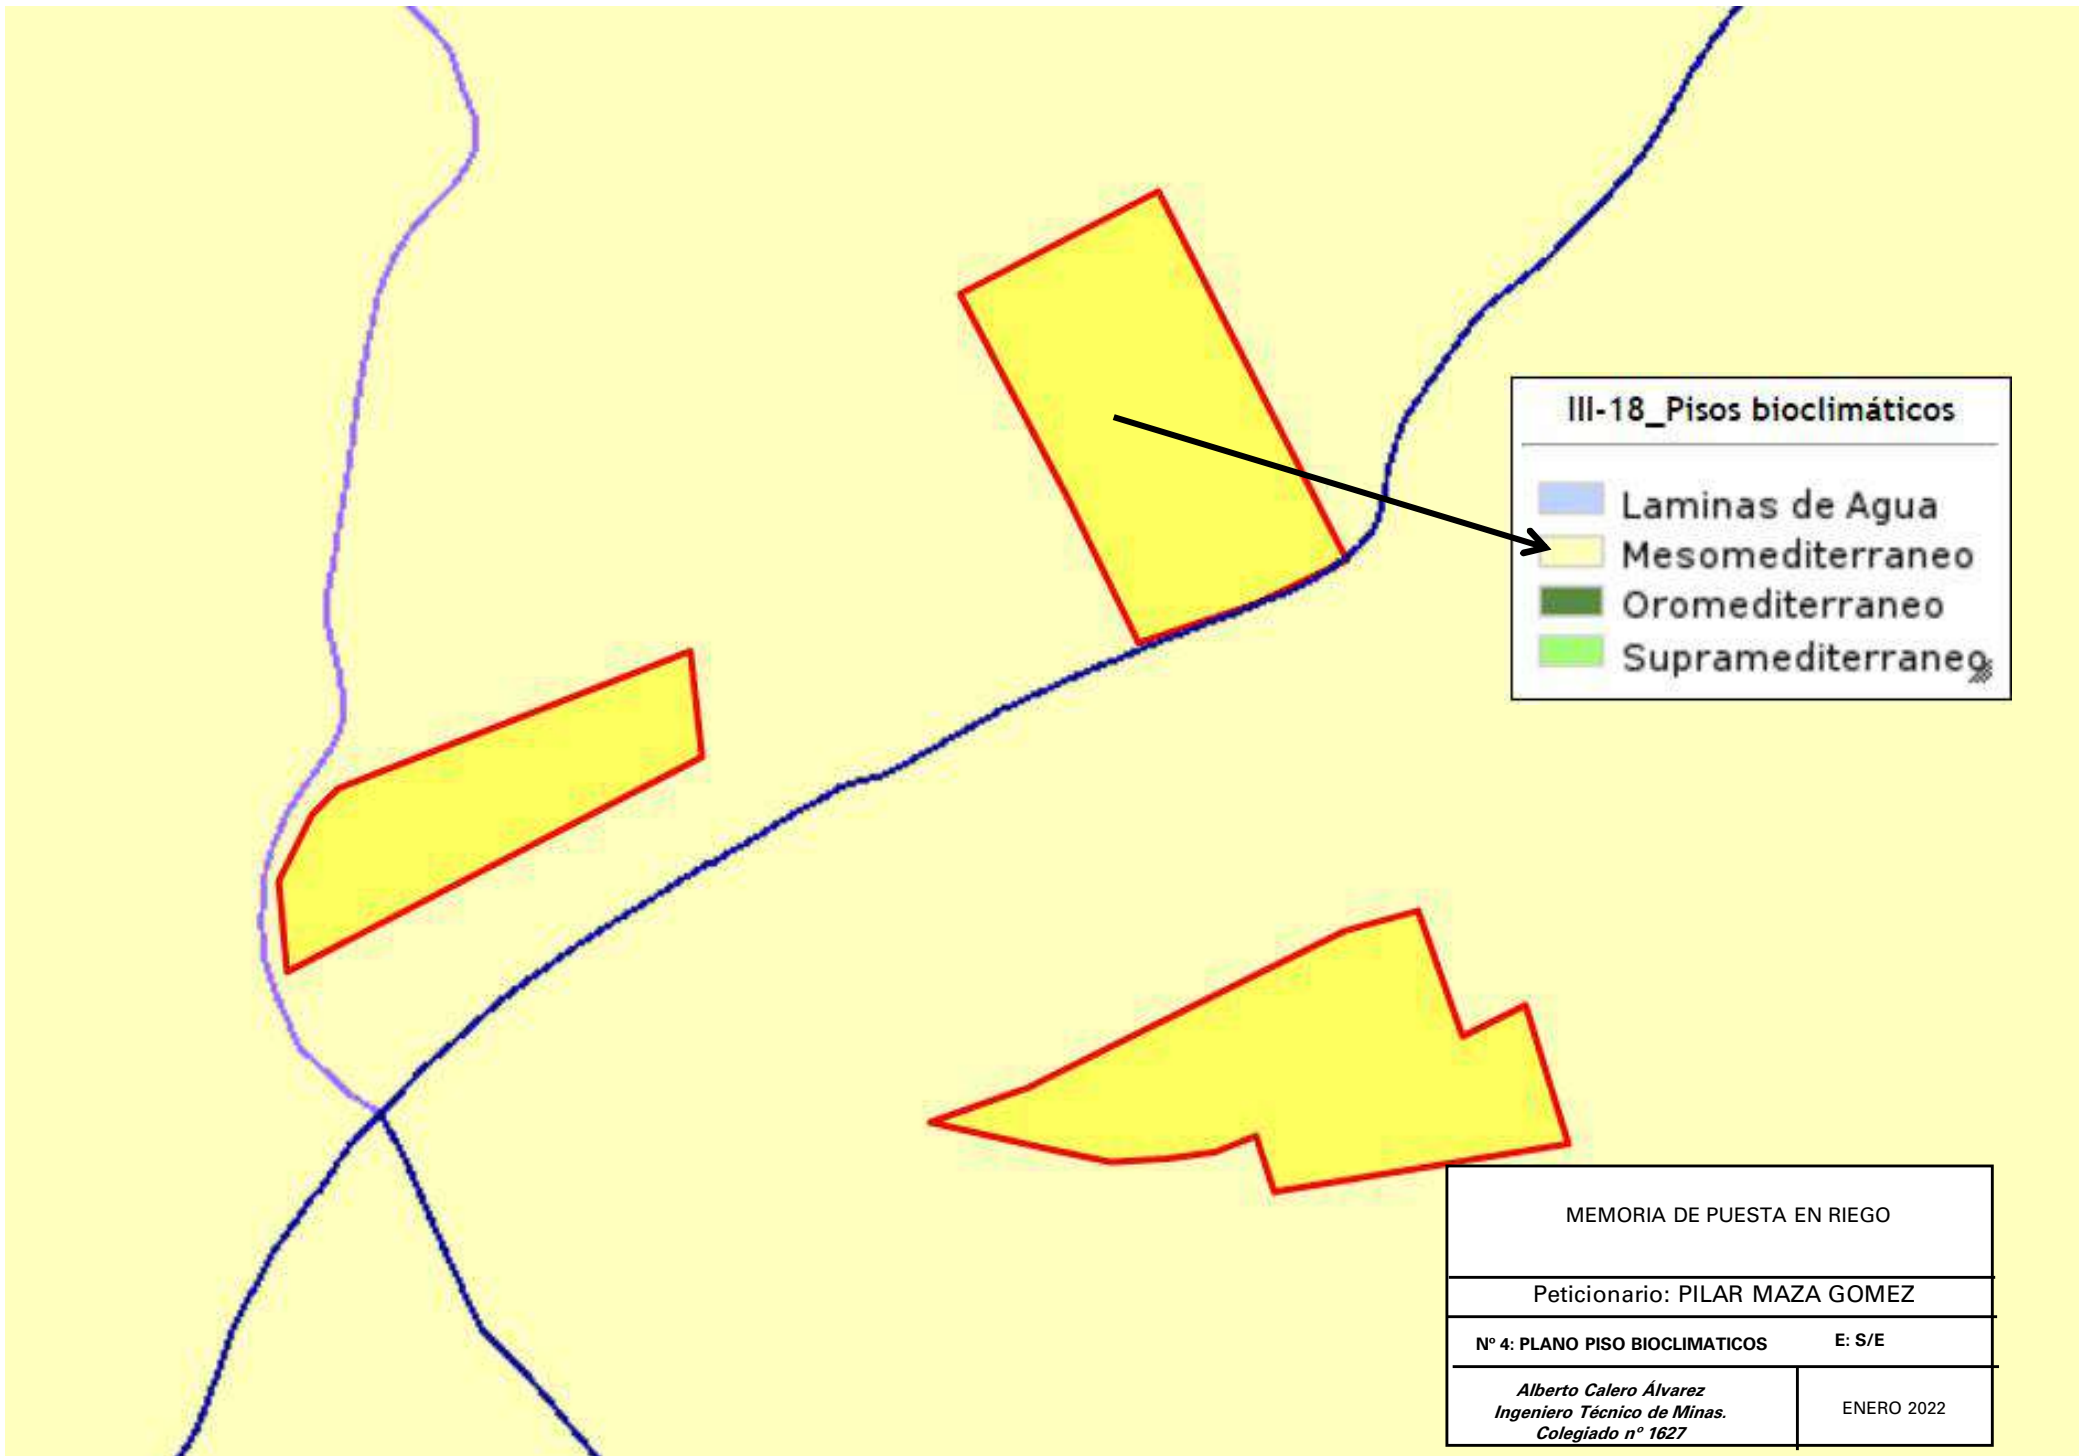 III-18_Pisos bioclimáticos
Laminas de Agua
Mesomediterraneo
Oromediterraneo
Supramediterraneo
MEMORIA DE PUESTA EN RIEGO
Peticionario: PILAR MAZA GOMEZ
Nº 4: PLANO PISO BIOCLIMATICOS E: S/E
Alberto Calero Álvarez
Ingeniero Técnico de Minas.
Colegiado nº 1627
ENERO 2022